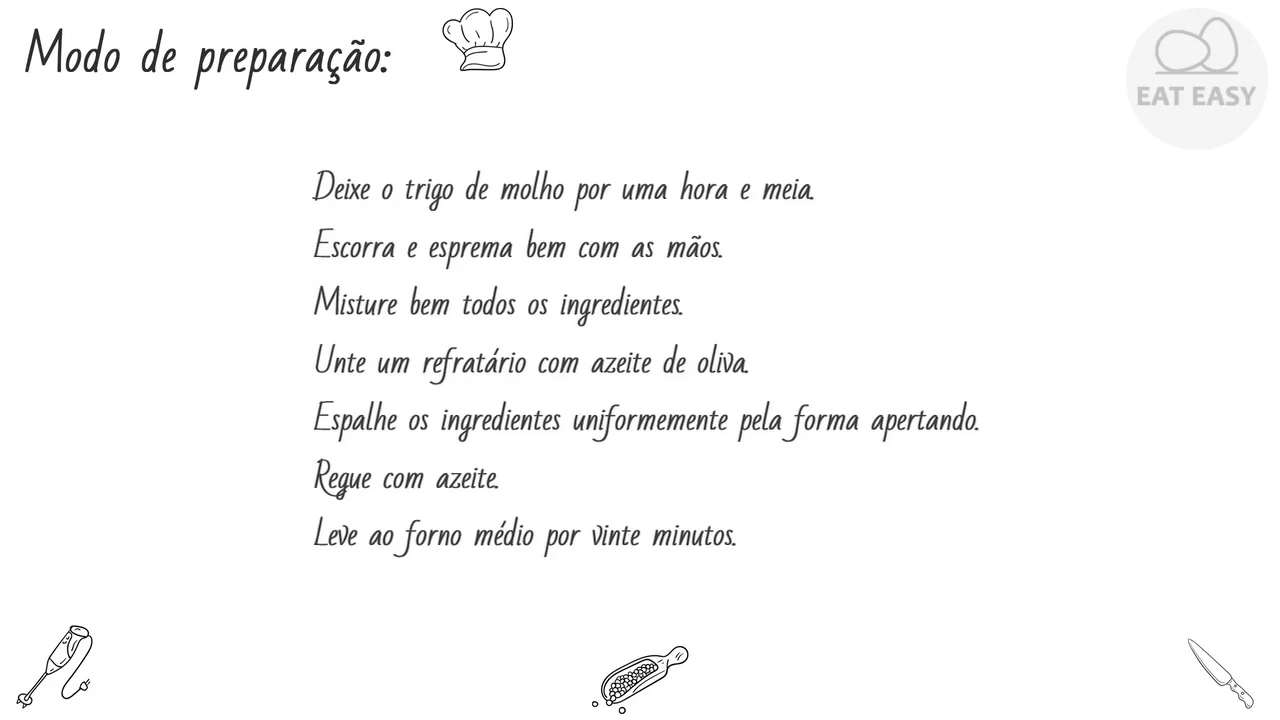 Modo de preparação:
EAT EASY
Deixe o trigo de molho por uma hora e meia.
Escorra e esprema bem com as mãos.
Misture bem todos os ingredientes.
Unte um refratário com azeite de oliva.
Espalhe os ingredientes uniformemente pela forma apertando.
Regue com azeite.
Leve ao forno médio por vinte minutos.